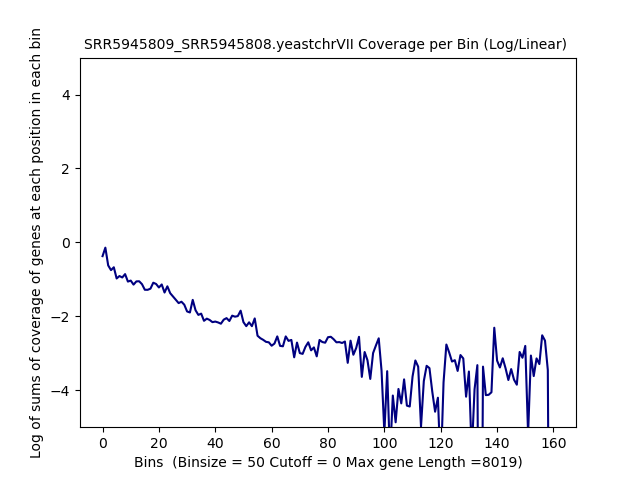 SRR5945809_SRR5945808.yeastchrVII Coverage per Bin (Log/Linear)
Log of sums of coverage of genes at each position in each bin
4
2
0
−2
−4
0 20 40 60 80 100 120 140 160
Bins  (Binsize = 50 Cutoff = 0 Max gene Length =8019)